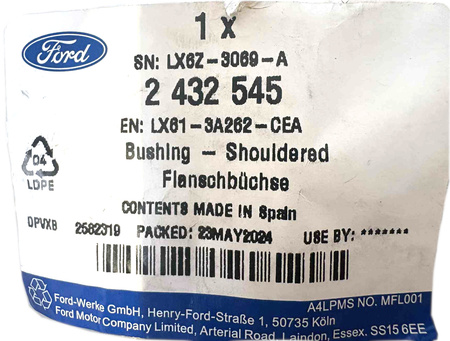 1 x
Ford
SN: LX6Z-3069-A
2 432 545
EN: LX61-3A262-CEA
Bushing - Shouldered
Flanschbüchse
04
LDPE
CONTENTS MADE IN Spain
OPVXB 2582319 PACKED: 23MAY2024 USE BY: *******
A4LPMS NO. MFL001
Ford-Werke GmbH, Henry-Ford-Straße 1, 50735 Köln
Ford Motor Company Limited, Arterial Road, Laindon, Essex. SS15 6EE